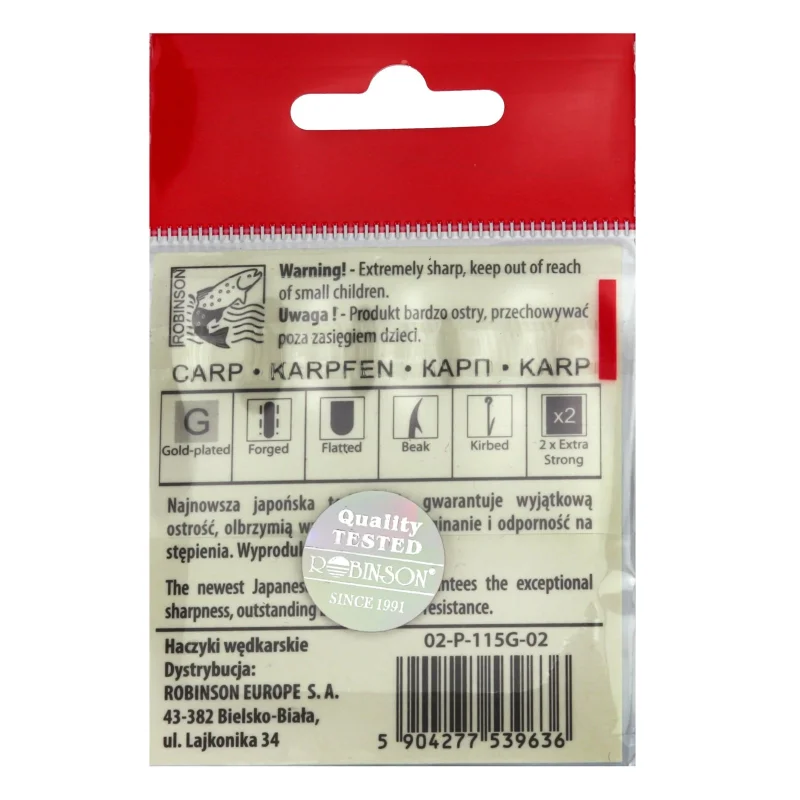 ROBINSON
Warning! - Extremely sharp, keep out of reach
of small children.
Uwaga ! - Produkt bardzo ostry, przechowywać
poza zasięgiem dzieci.
CARP • KARPFEN • КАРП • KARP
G
Gold-plated
Forged
Flatted
Beak
Kirbed
x2
2 x Extra
Strong
Najnowsza japońska gwarantuje wyjątkową
ostrość, olbrzymią i odporność na
stępienia.
The newest Japanese the exceptional
sharpness, outstanding resistance.
Quality
TESTED
ROBINSON®
SINCE 1991
Haczyki wędkarskie
Dystrybucja:
ROBINSON EUROPE S. A.
43-382 Bielsko-Biała,
ul. Lajkonika 34
02-P-115G-02
5 904277 539636